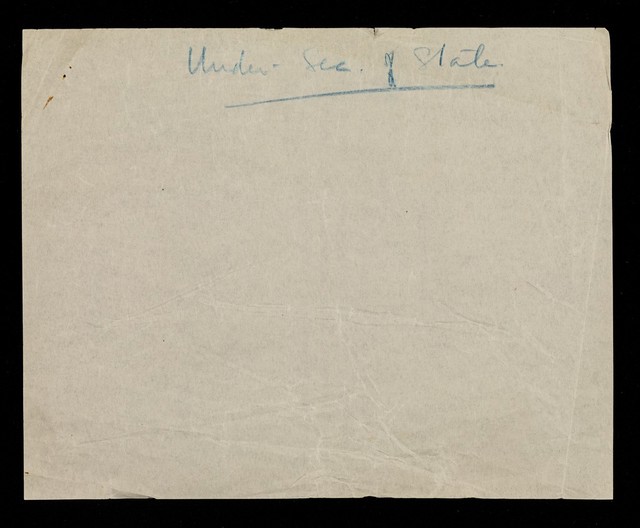 Under Sec. of State.